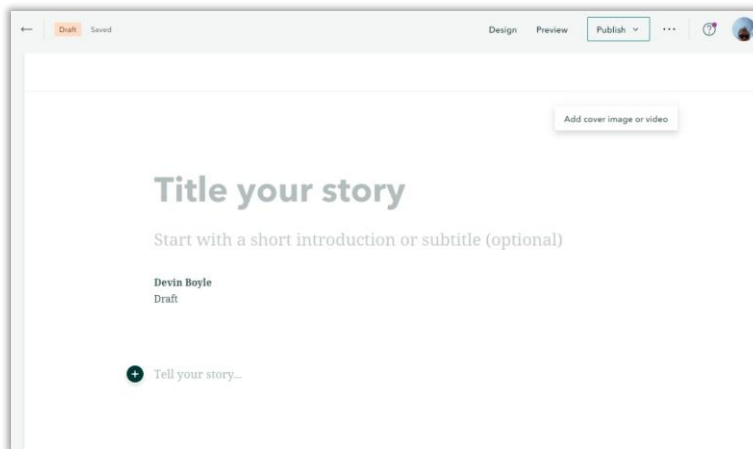 Draft Saved Design Preview Publish
Add cover image or video
Title your story
Start with a short introduction or subtitle (optional)
Devin Boyle
Draft
Tell your story...